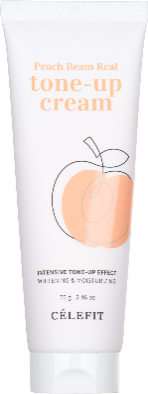 Peach Beam Real
tone-up
cream
INTENSIVE TONE-UP EFFECT
WHITENING & MOISTURIZING
CÉLEFIT